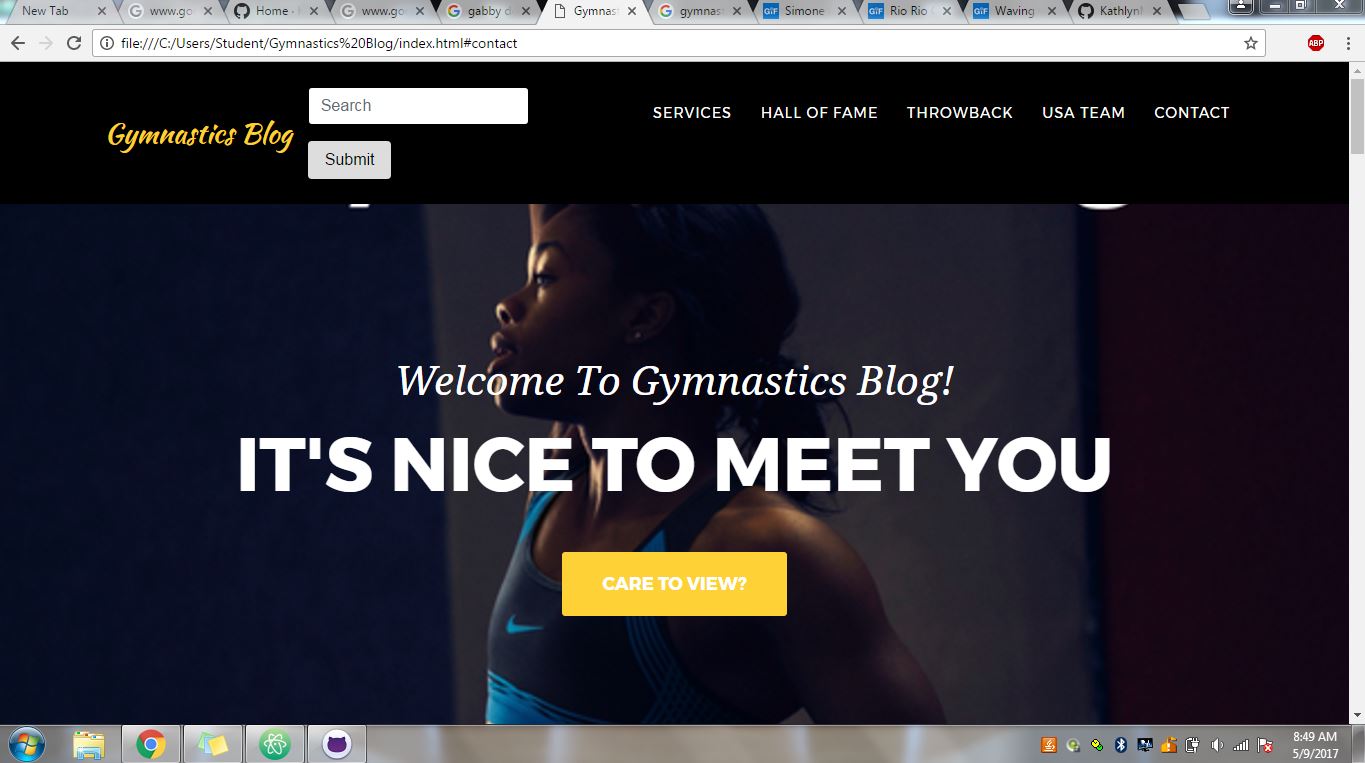 New Tab
www.go
Home ·
www.go
gabby d
Gymnast
gymnast
Simone
Rio Rio
Waving
Kathlyn
file:///C:/Users/Student/Gymnastics%20Blog/index.html#contact
ABP
Gymnastics Blog
Search
Submit
SERVICES
HALL OF FAME
THROWBACK
USA TEAM
CONTACT
Welcome To Gymnastics Blog!
IT'S NICE TO MEET YOU
CARE TO VIEW?
8:49 AM
5/9/2017